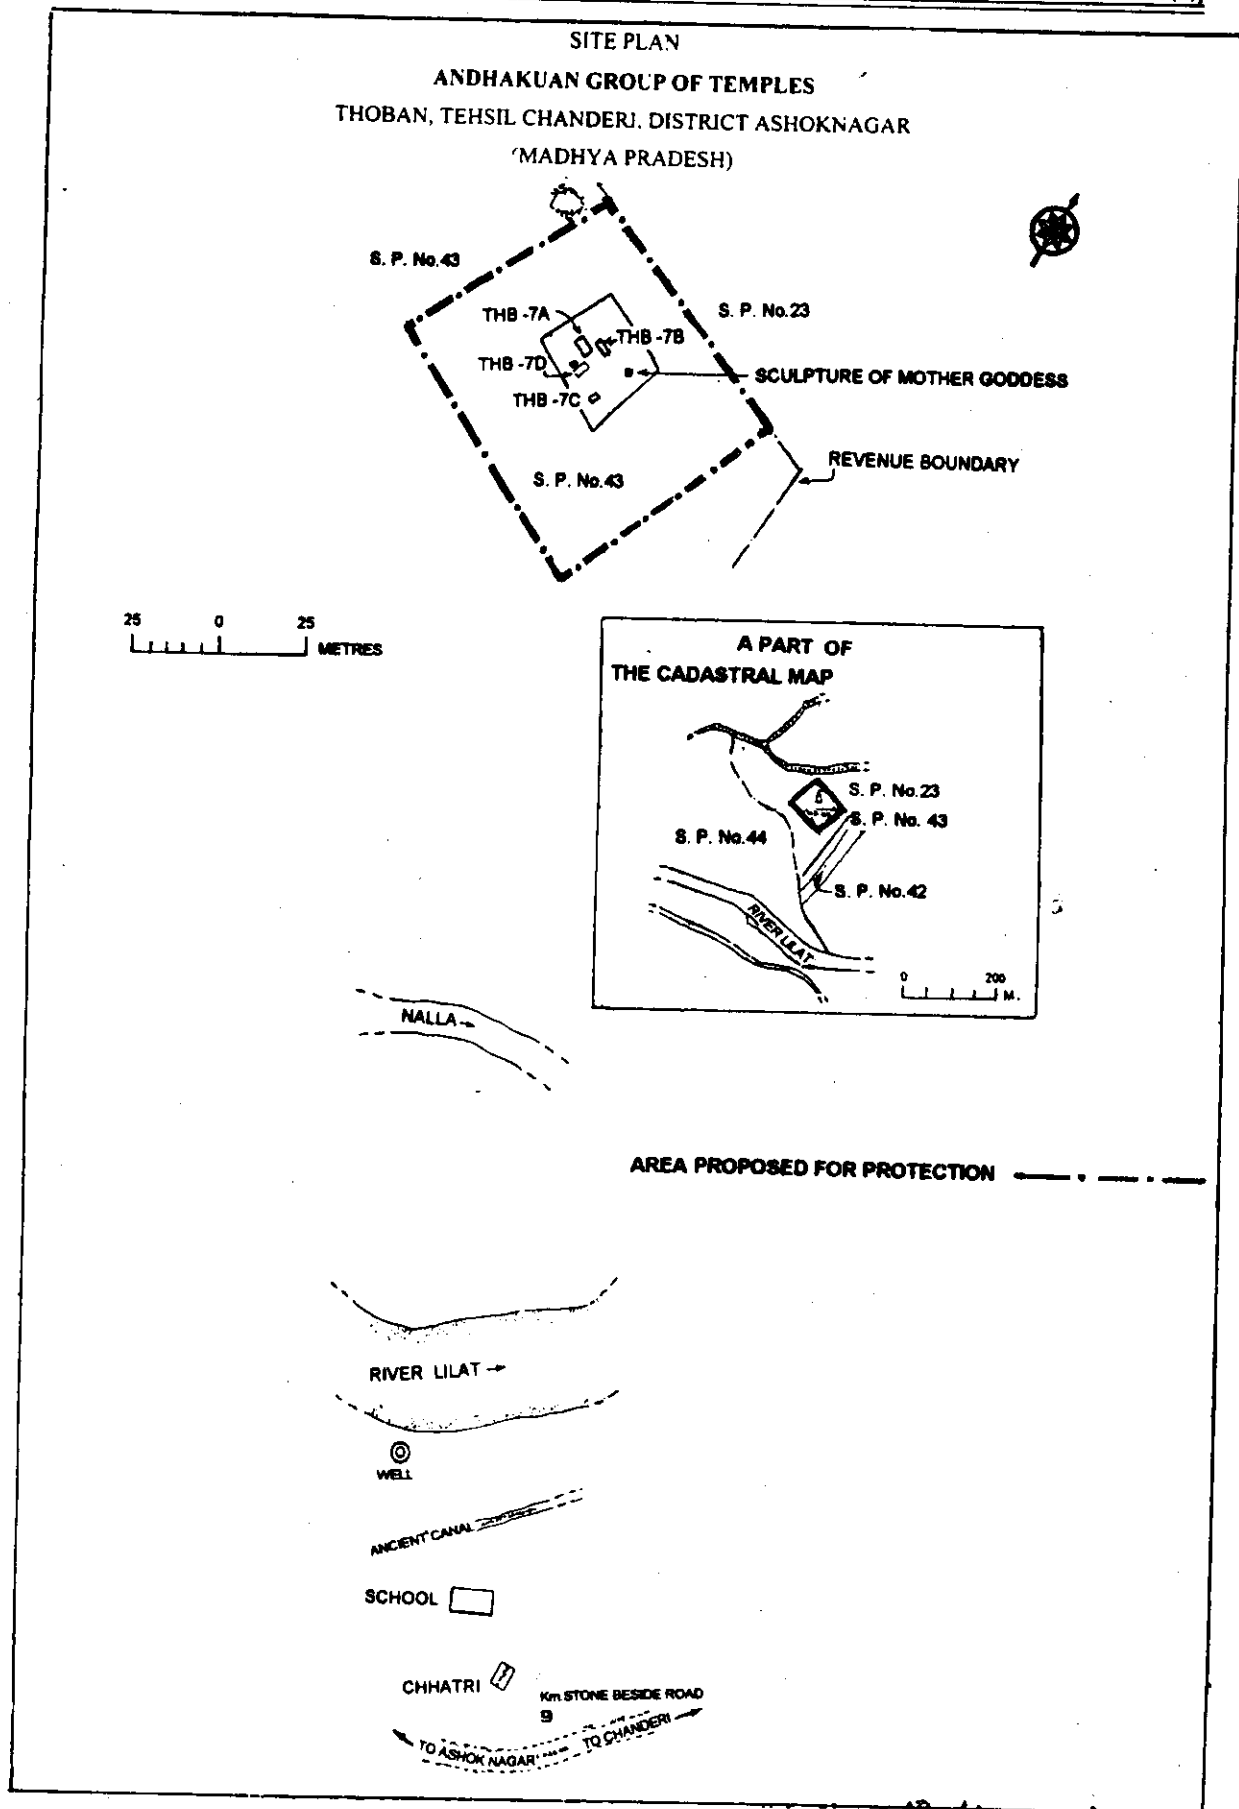 SITE PLAN
ANDHAKUAN GROUP OF TEMPLES
THOBAN, TEHSIL CHANDERI, DISTRICT ASHOKNAGAR
(MADHYA PRADESH)
S. P. No.43
THB -7A
S. P. No.23
THB -7B
THB -7D
SCULPTURE OF MOTHER GODDESS
THB -7C
REVENUE BOUNDARY
S. P. No.43
25 0 25
METRES
A PART OF
THE CADASTRAL MAP
S. P. No.23
S. P. No. 43
S. P. No.44
S. P. No.42
RIVER LILAT
0 200
M.
NALLA
AREA PROPOSED FOR PROTECTION
RIVER LILAT
WELL
ANCIENT CANAL
SCHOOL
CHHATRI
Km STONE BESIDE ROAD
9
TO ASHOK NAGAR TO CHANDERI